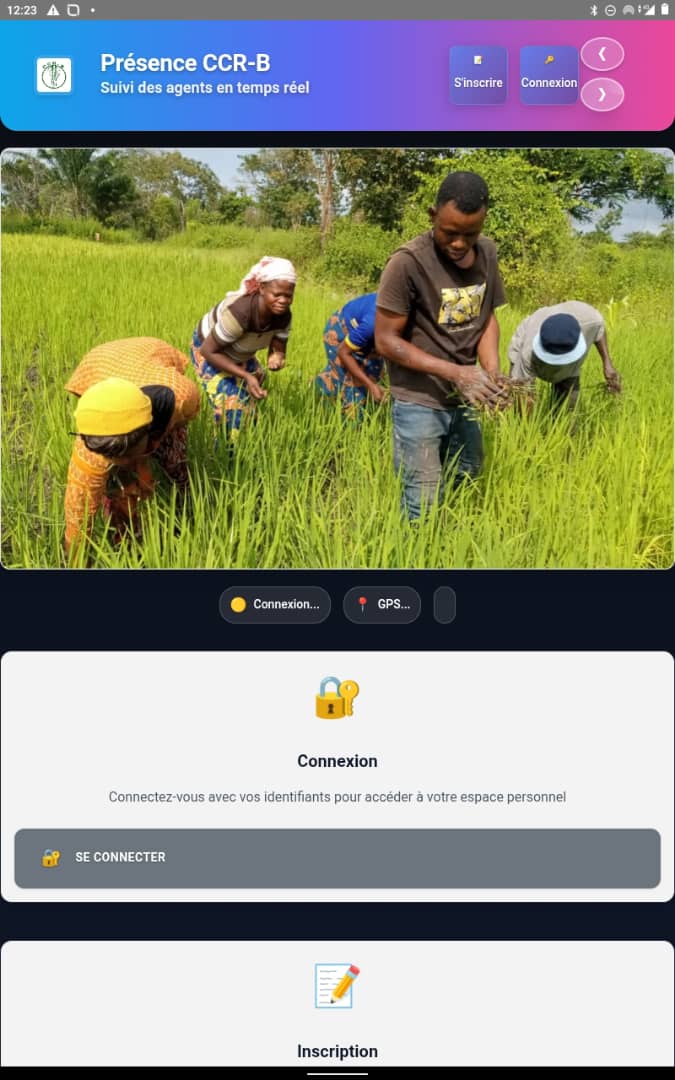 12:23
Présence CCR-B
Suivi des agents en temps réel
S'inscrire
Connexion
Connexion...
GPS...
Connexion
Connectez-vous avec vos identifiants pour accéder à votre espace personnel
SE CONNECTER
Inscription